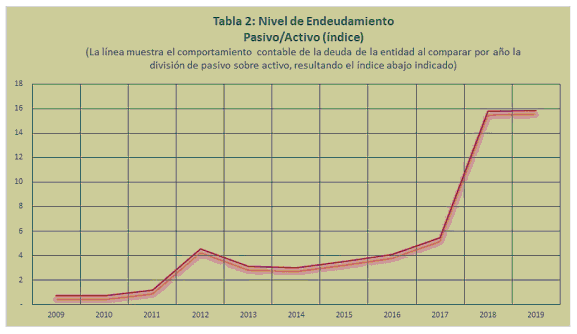 Tabla 2: Nivel de Endeudamiento
Pasivo/Activo (índice)
(La línea muestra el comportamiento contable de la deuda de la entidad al comparar por año la
división de pasivo sobre activo, resultando el índice abajo indicado)
18
16
14
12
10
8
6
4
2
-
2009 2010 2011 2012 2013 2014 2015 2016 2017 2018 2019